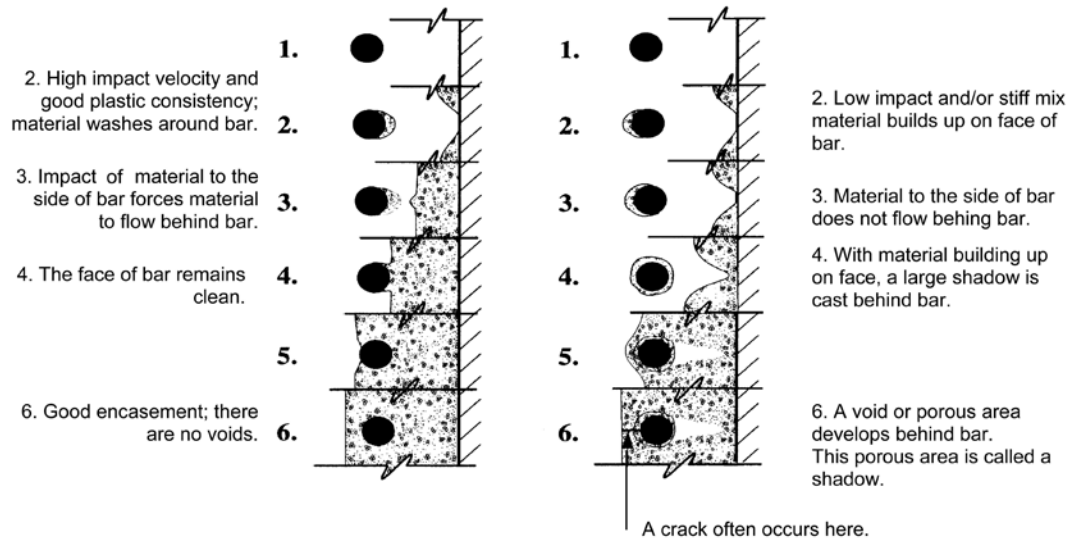 1.
2. High impact velocity and
good plastic consistency;
material washes around bar.
2.
3. Impact of material to the
side of bar forces material
to flow behind bar.
3.
4. The face of bar remains
clean.
4.
5.
6. Good encasement; there
are no voids.
6.
1.
2.
2. Low impact and/or stiff mix
material builds up on face of
bar.
3.
3. Material to the side of bar
does not flow behing bar.
4.
4. With material building up
on face, a large shadow is
cast behind bar.
5.
6.
6. A void or porous area
develops behind bar.
This porous area is called a
shadow.
A crack often occurs here.